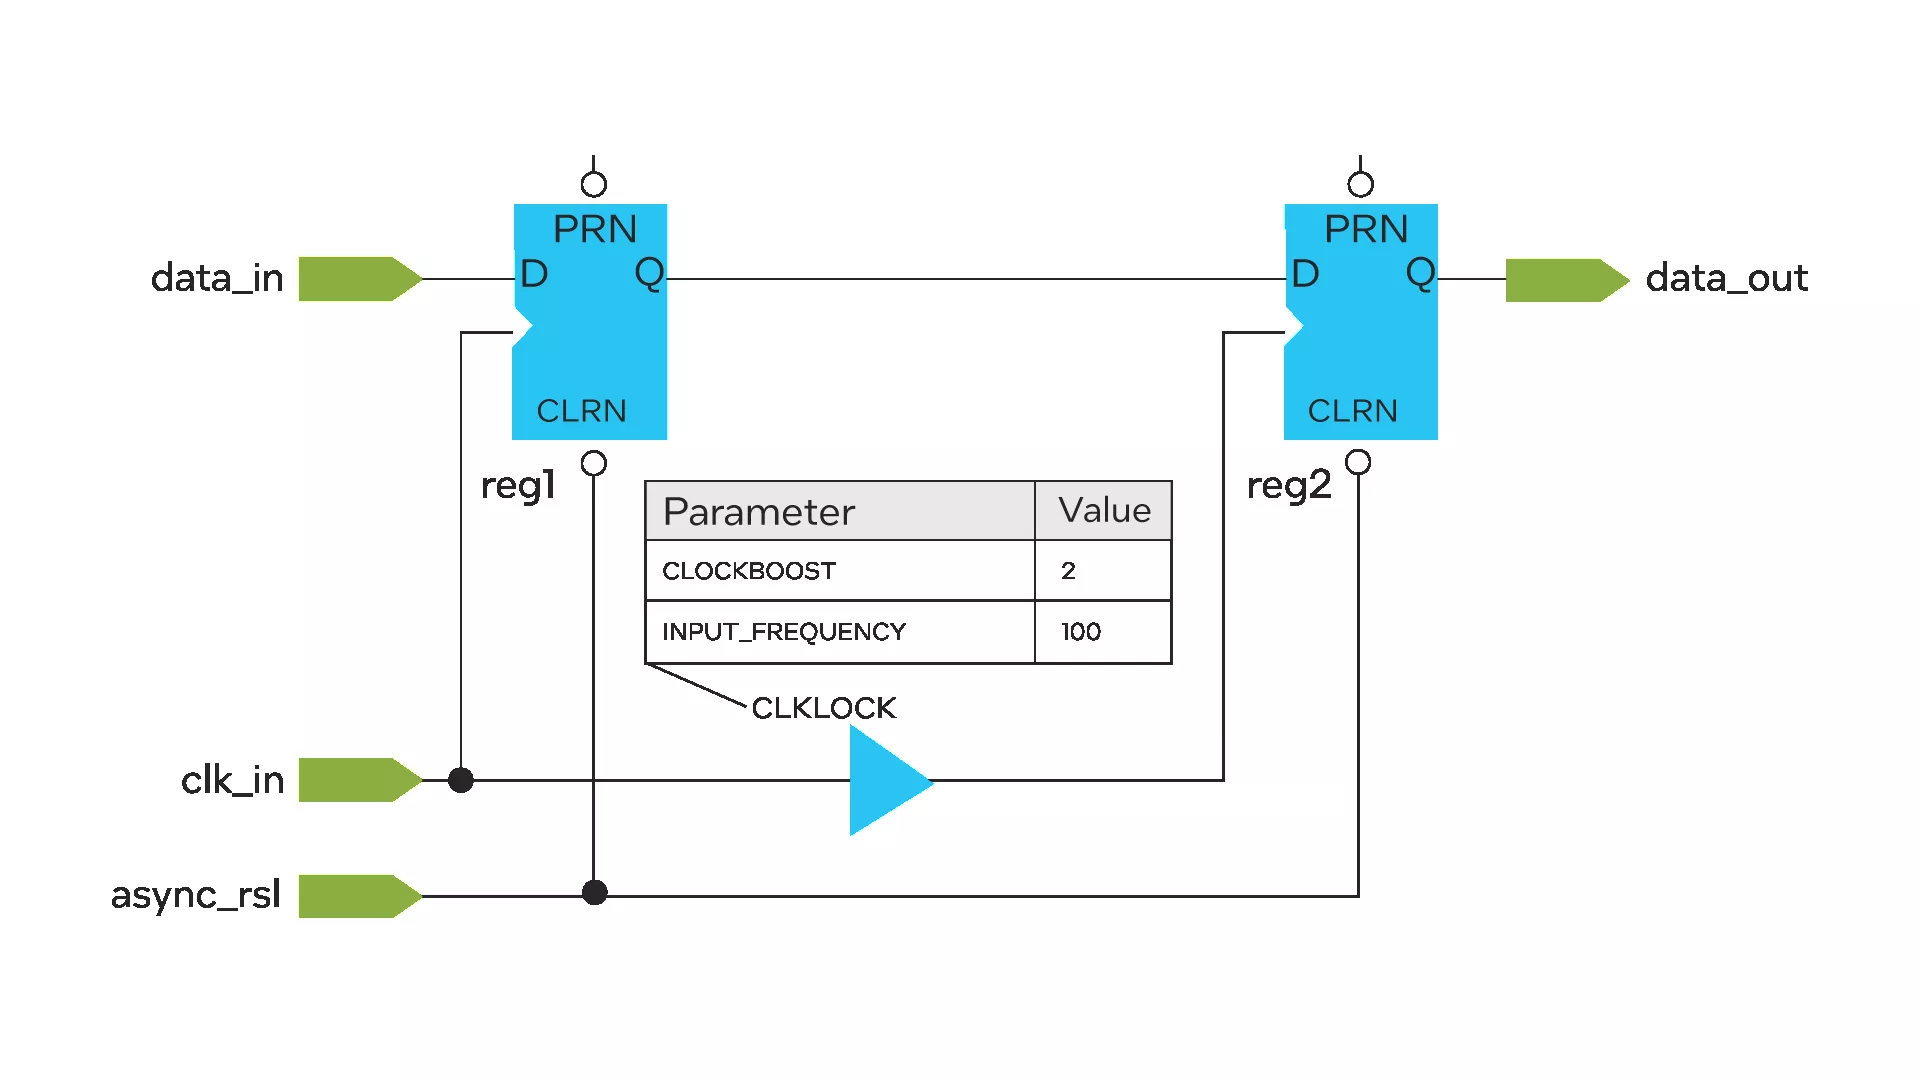 PRN
PRN
data_in
D
Q
D
Q
data_out
CLRN
CLRN
reg1
reg2
Parameter Value
CLOCKBOOST 2
INPUT_FREQUENCY 100
CLKLOCK
clk_in
async_rsl